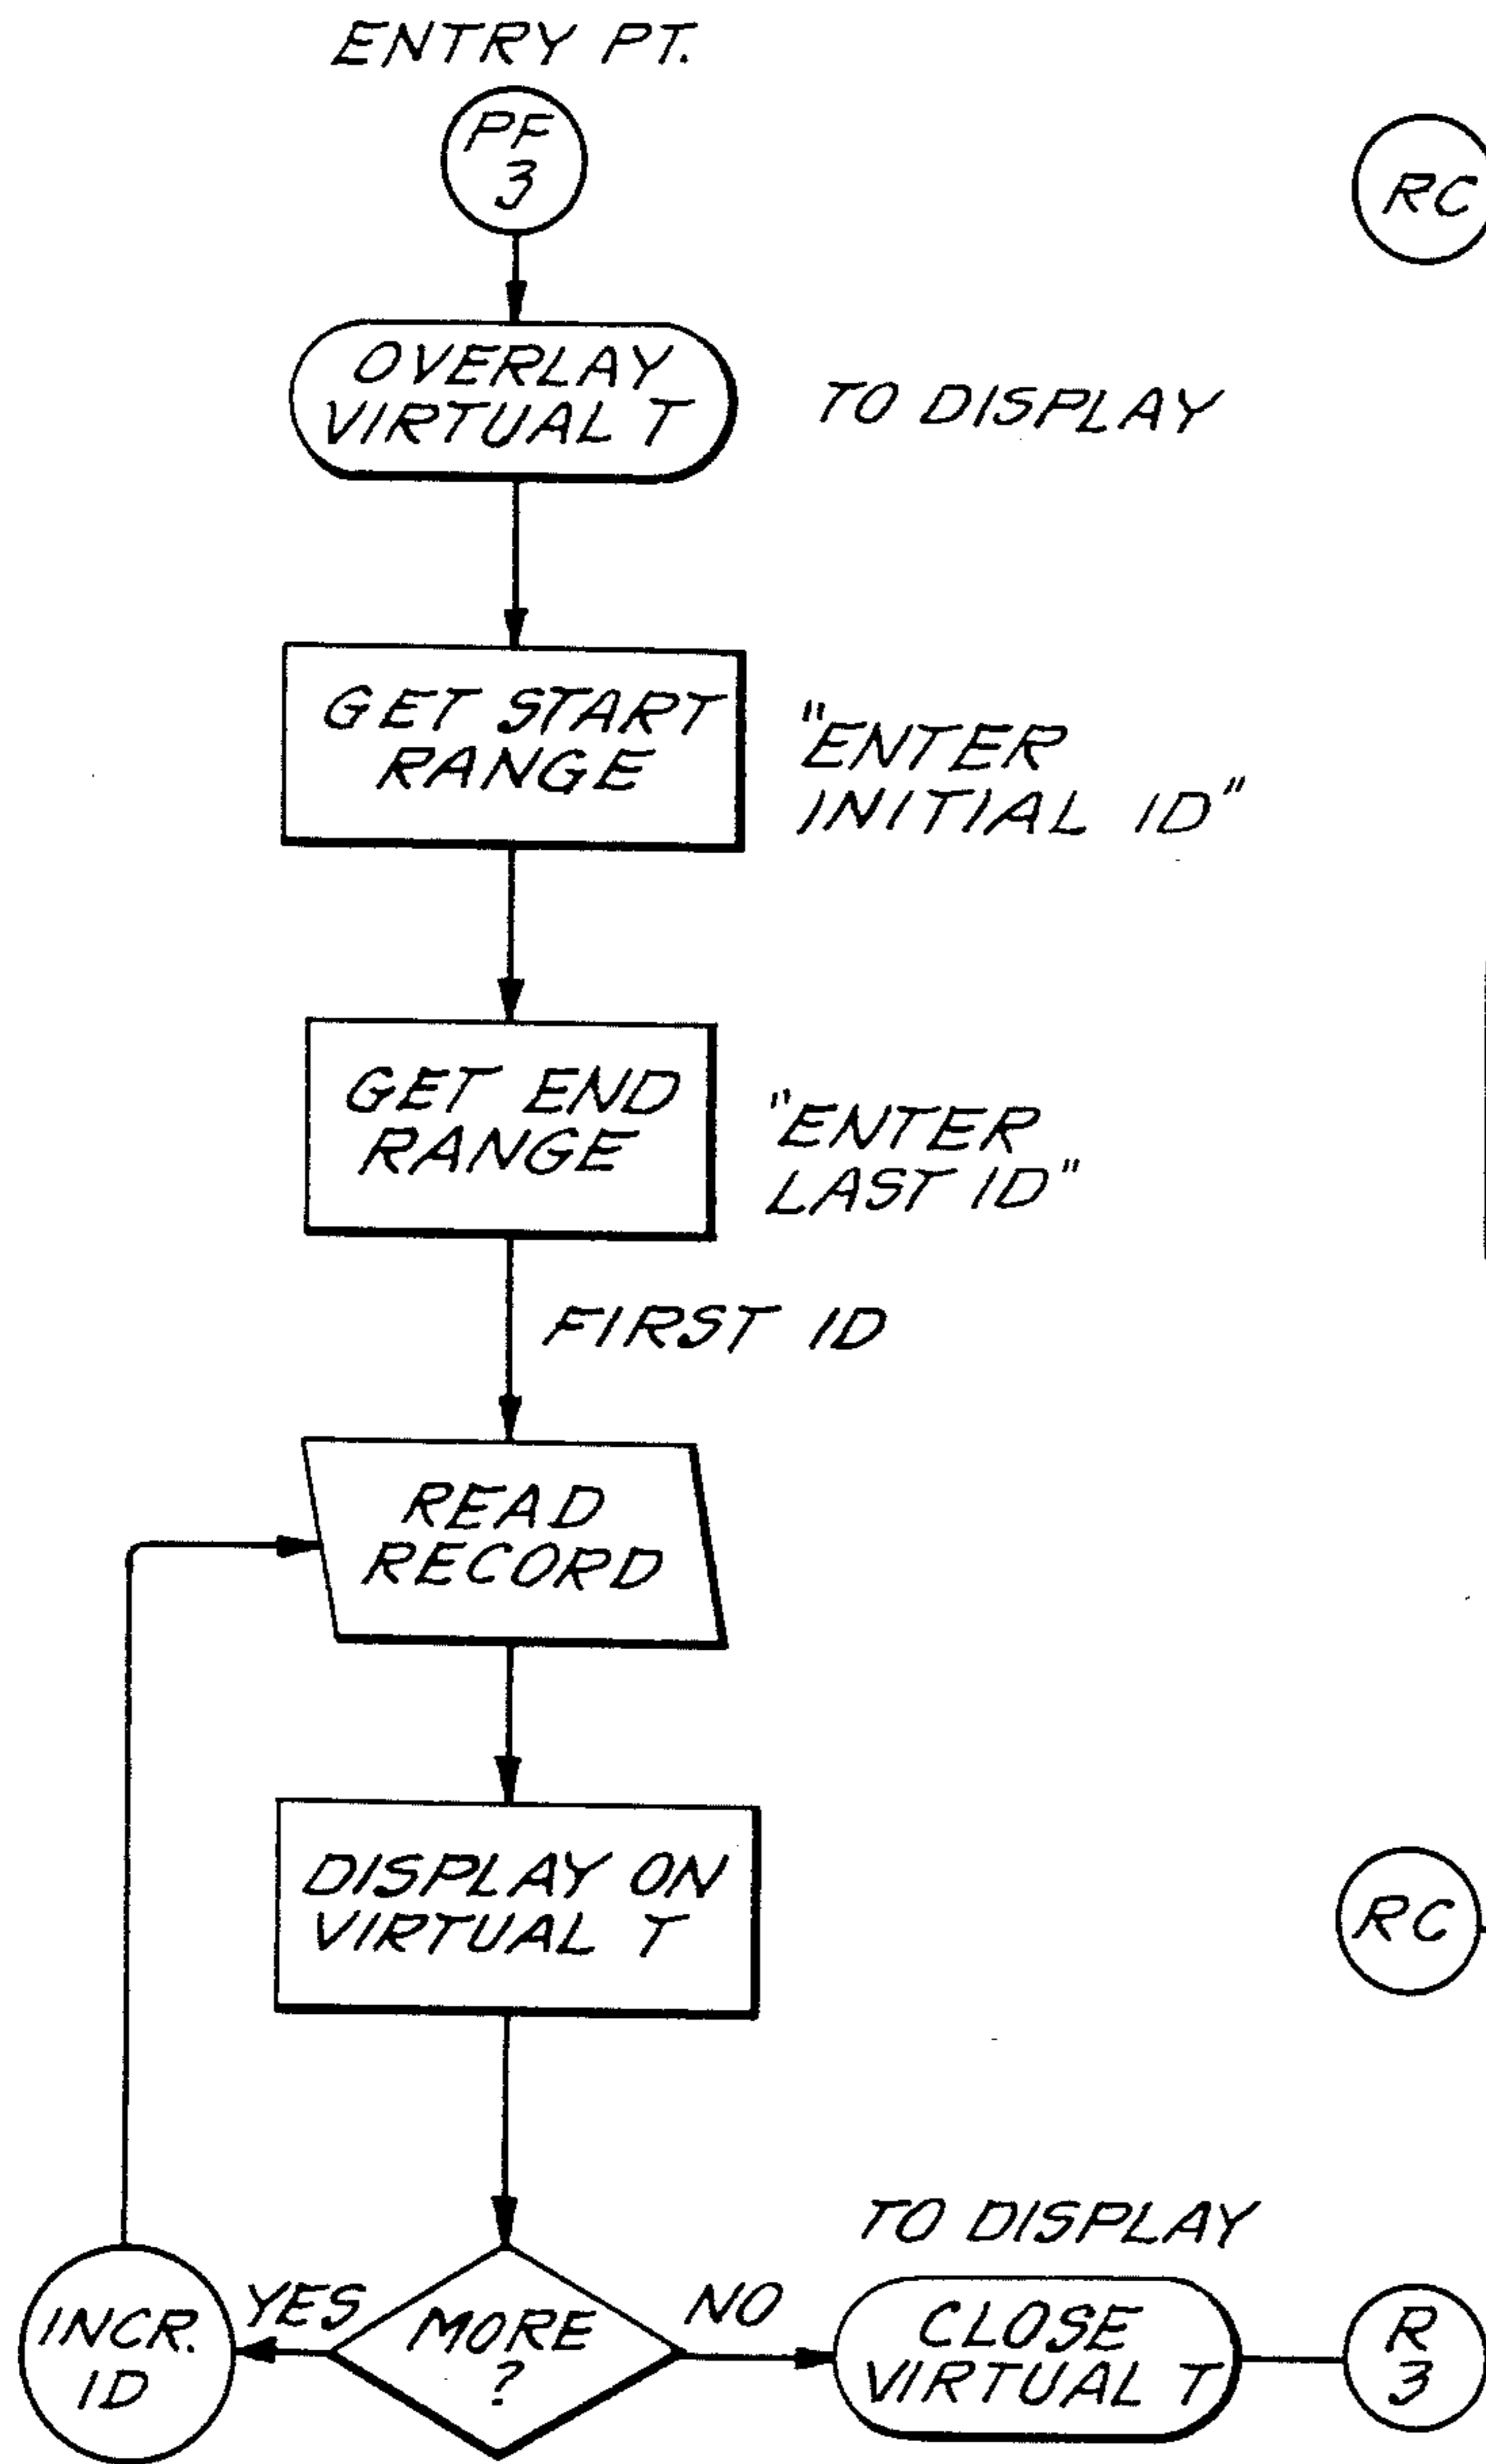 ENTRY PT.
PF
3
RC
OVERLAY
VIRTUAL T
TO DISPLAY
GET START
RANGE
"ENTER
INITIAL ID"
GET END
RANGE
"ENTER
LAST ID"
FIRST ID
READ
RECORD
DISPLAY ON
VIRTUAL T
RC
TO DISPLAY
INCR.
ID
YES
MORE
?
NO
CLOSE
VIRTUAL T
R
3